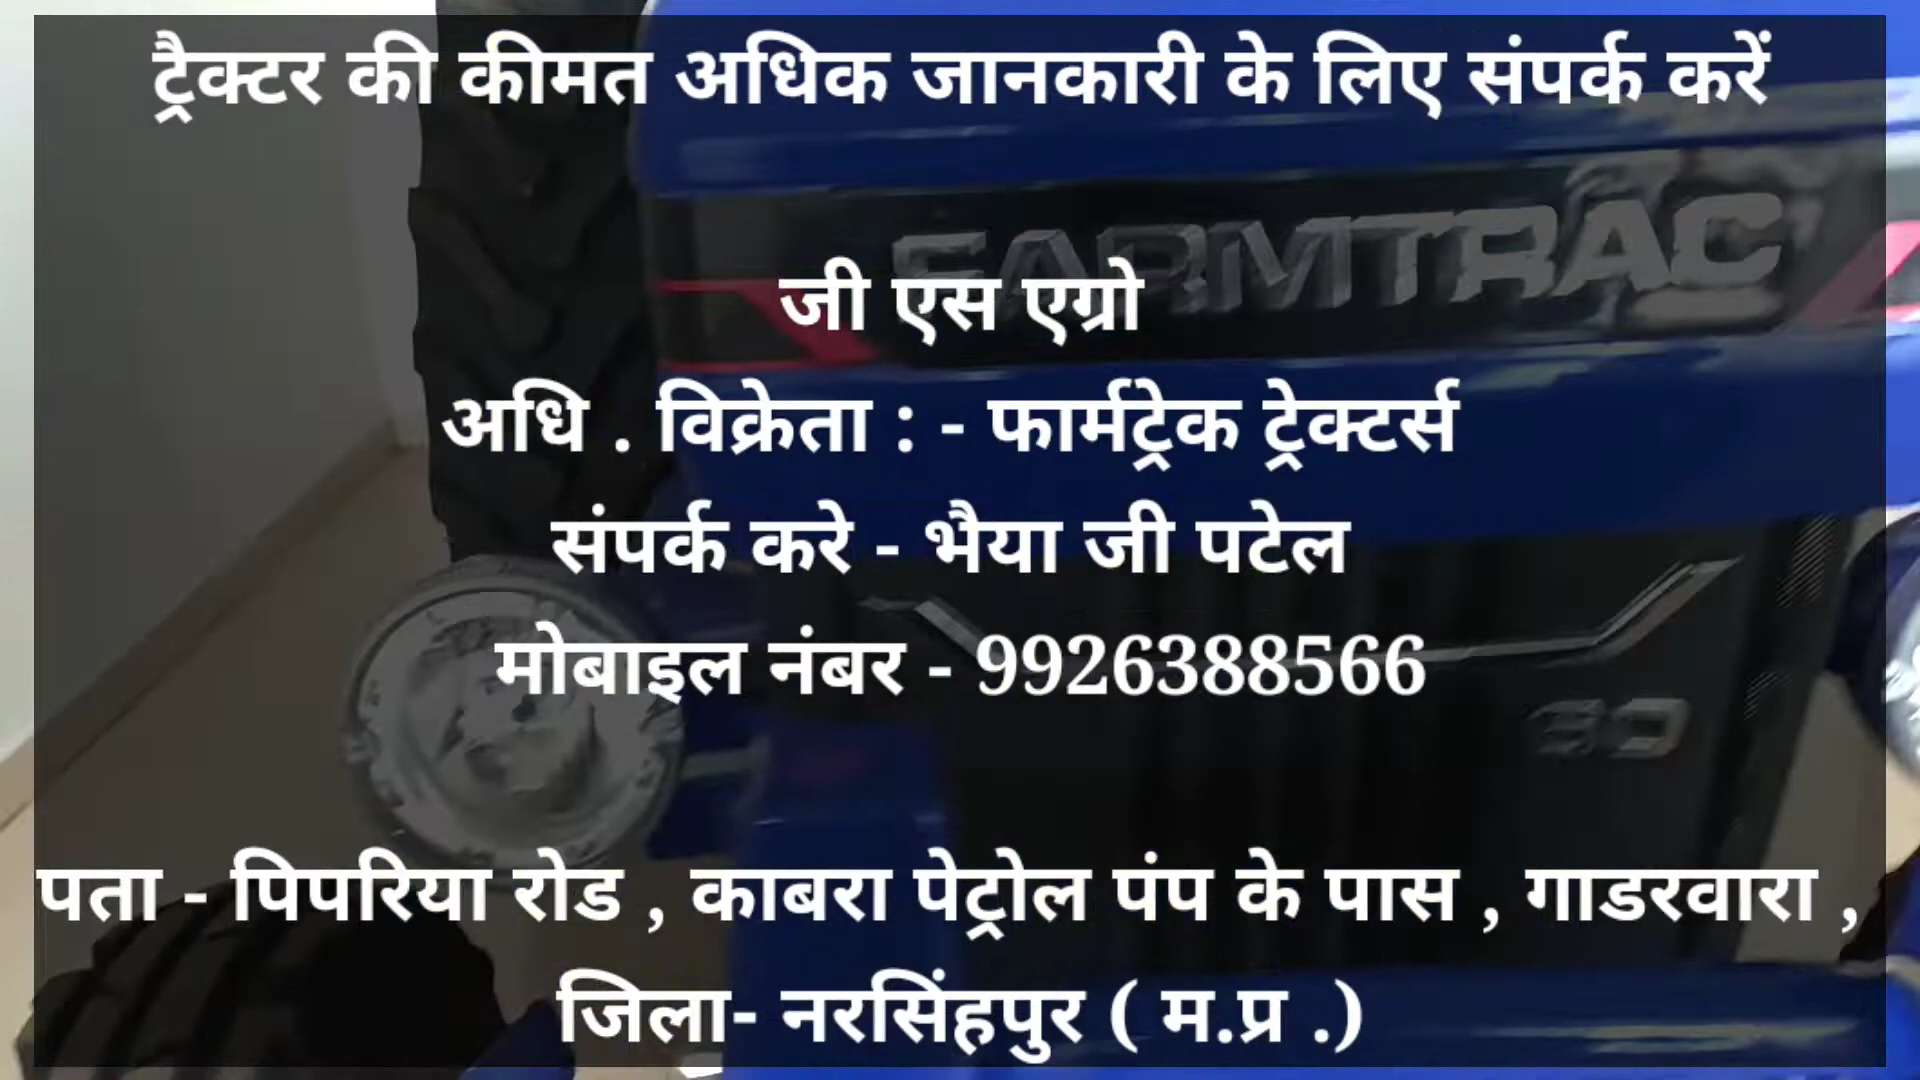 ट्रैक्टर की कीमत अधिक जानकारी के लिए संपर्क करें
FARMTRAC
जी एस एग्रो
अधि . विक्रेता : - फार्मट्रेक ट्रेक्टर्स
संपर्क करे - भैया जी पटेल
मोबाइल नंबर - 9926388566
60
पता - पिपरिया रोड , काबरा पेट्रोल पंप के पास , गाडरवारा ,
जिला- नरसिंहपुर ( म.प्र .)